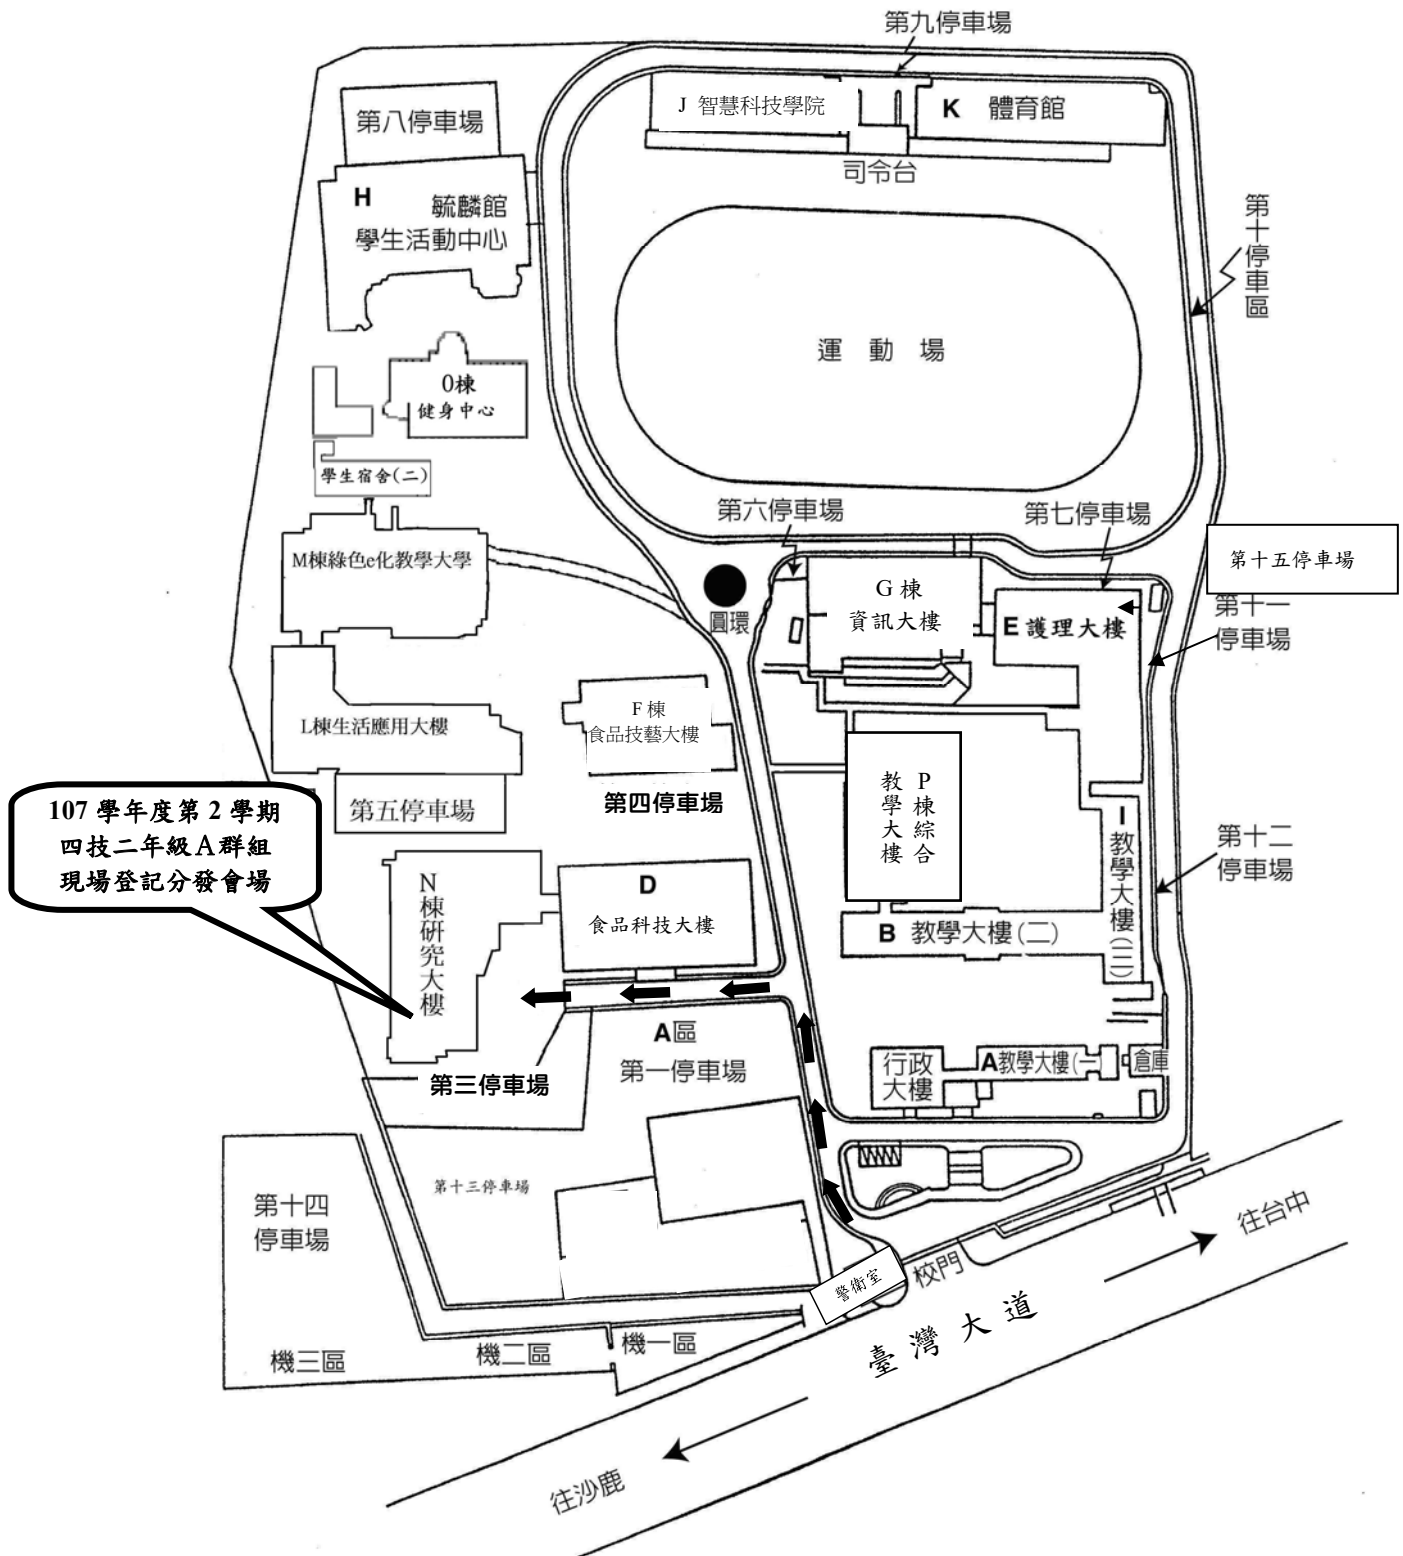 第九停車場
J 智慧科技學院
K 體育館
第八停車場
司令台
H 毓麟館
學生活動中心
第十停車區
運動場
O棟
健身中心
學生宿舍(二)
第六停車場
第七停車場
第十五停車場
M棟綠色e化教學大學
圓環
G 棟
資訊大樓
E 護理大樓
第十一
停車場
L棟生活應用大樓
F 棟
食品技藝大樓
第五停車場
第四停車場
P棟綜合
教學大樓
107 學年度第 2 學期
四技二年級A群組
現場登記分發會場
I教學大樓(三)
第十二
停車場
N棟研究大樓
D
食品科技大樓
B 教學大樓(二)
A區
第一停車場
第三停車場
行政
大樓
A教學大樓(一
倉庫
第十三停車場
第十四
停車場
往台中
校門
警衛室
臺灣大道
機一區
機二區
機三區
往沙鹿